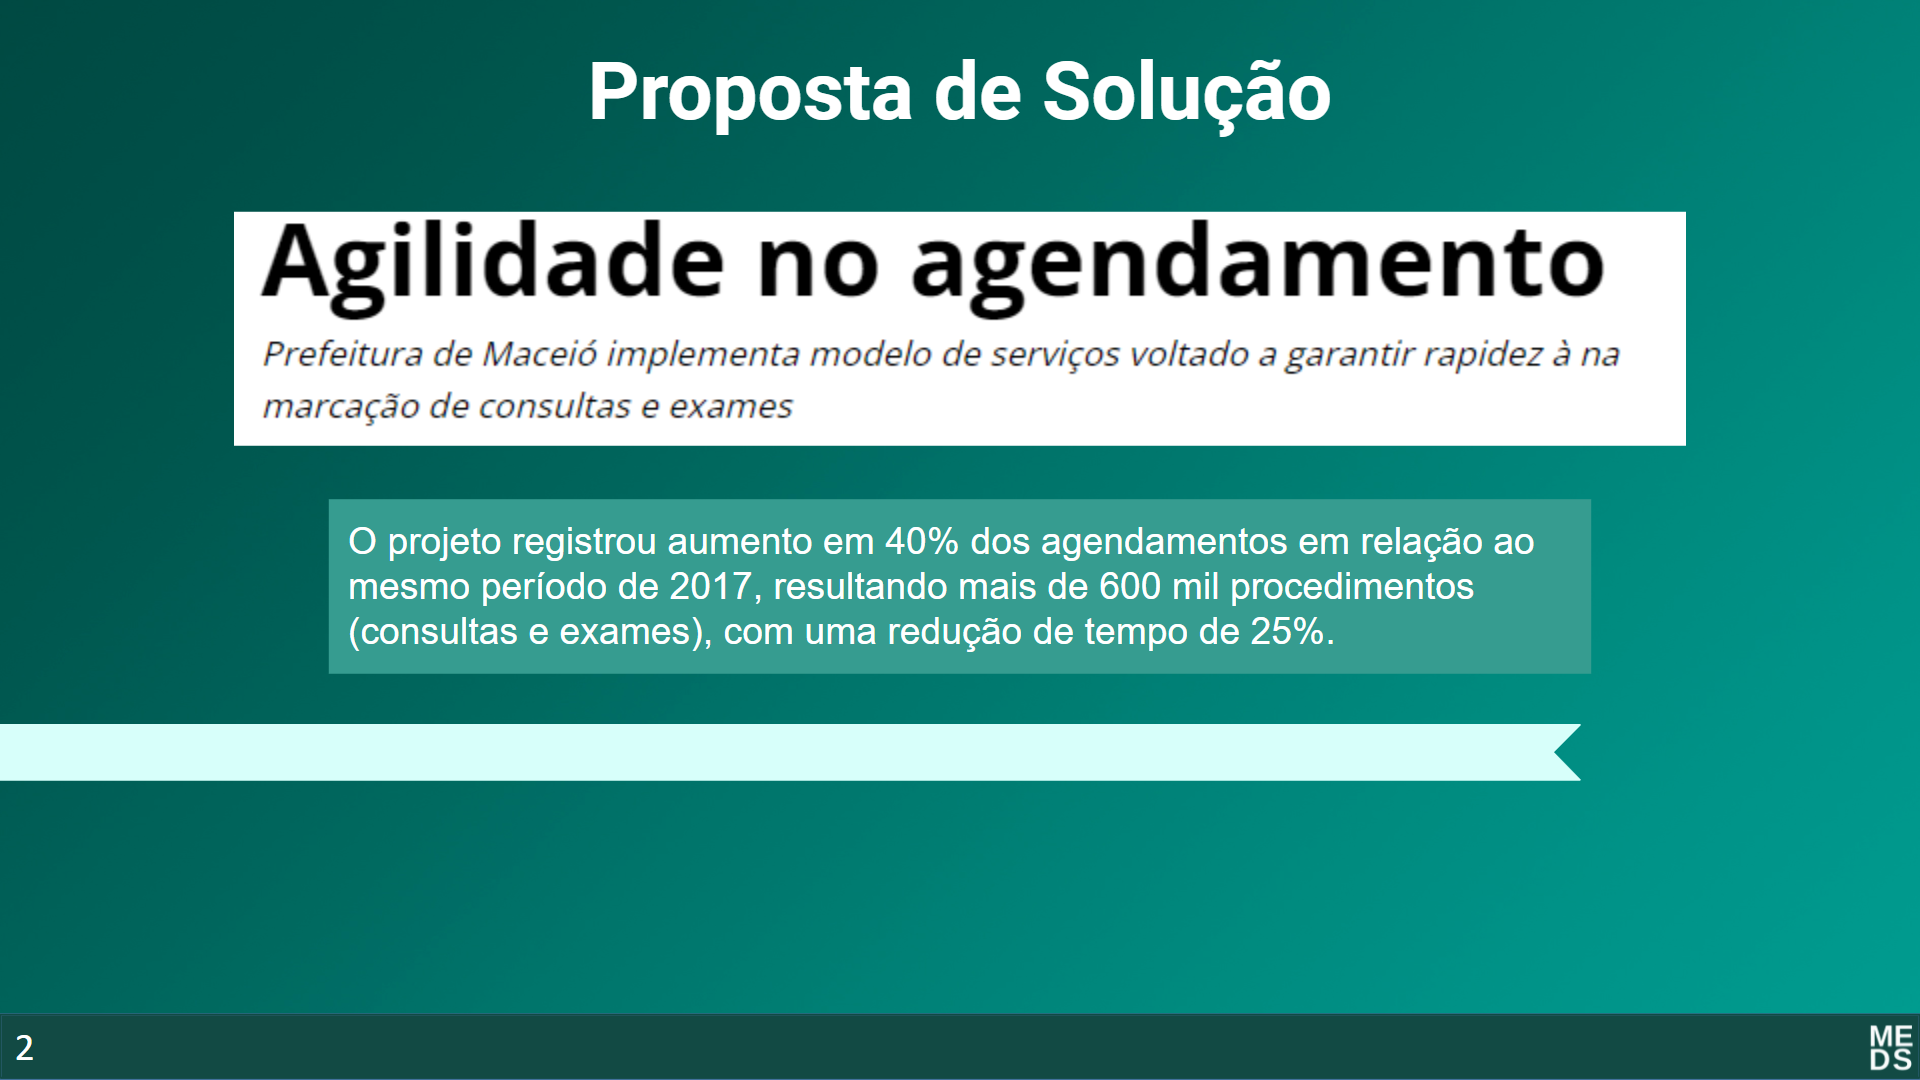 Proposta de Solução
Agilidade no agendamento
Prefeitura de Maceió implementa modelo de serviços voltado a garantir rapidez à na
marcação de consultas e exames
O projeto registrou aumento em 40% dos agendamentos em relação ao
mesmo período de 2017, resultando mais de 600 mil procedimentos
(consultas e exames), com uma redução de tempo de 25%.
2
ME
DS